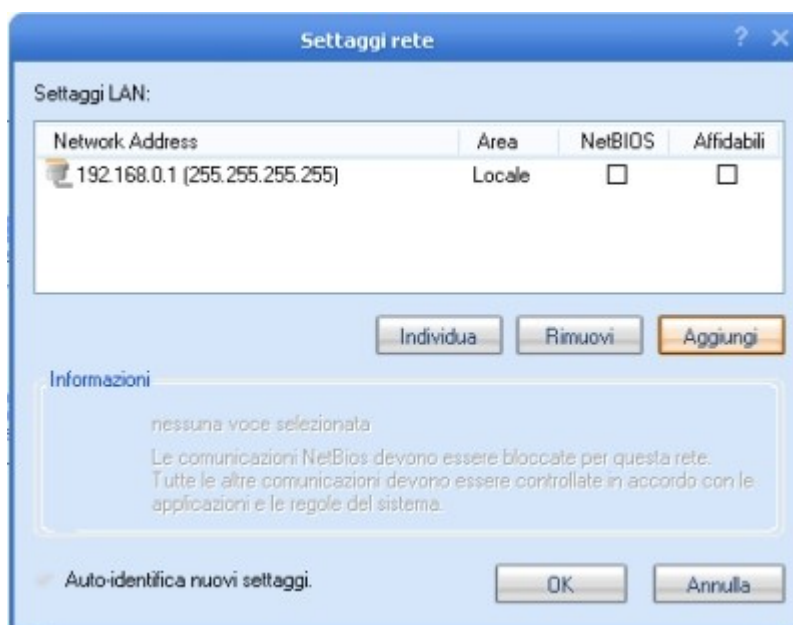 Settaggi rete
Settaggi LAN:
Network Address Area NetBIOS Affidabili
192.168.0.1 (255.255.255.255) Locale
Individua Rimuovi Aggiungi
Informazioni
nessuna voce selezionata
Le comunicazioni NetBios devono essere bloccate per questa rete.
Tutte le altre comunicazioni devono essere controllate in accordo con le
applicazioni e le regole del sistema.
Auto-identifica nuovi settaggi. OK Annulla